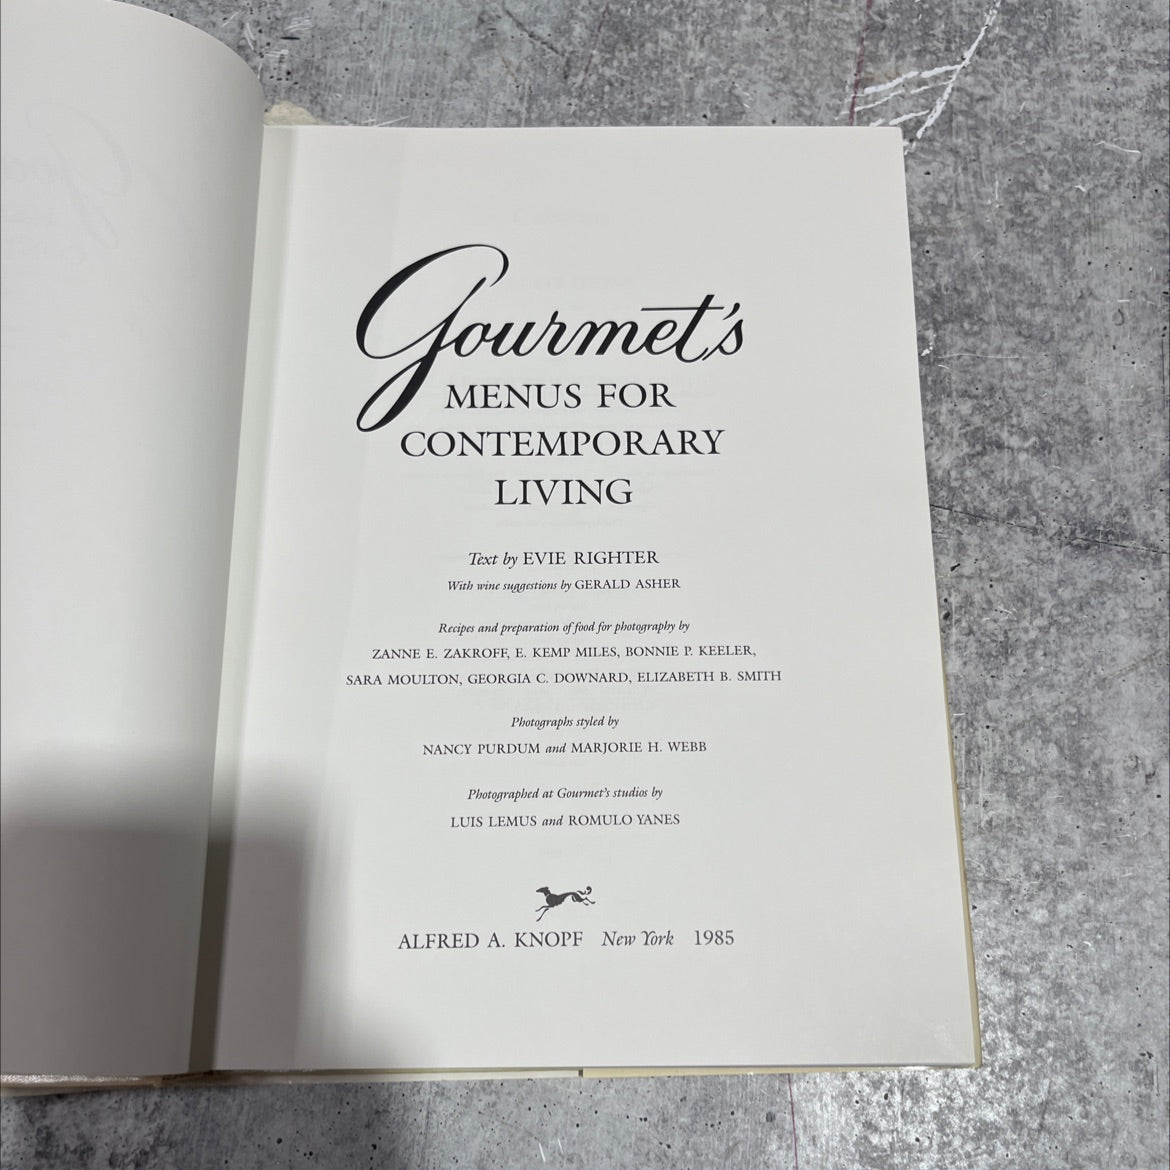 Gourmet's
MENUS FOR
CONTEMPORARY
LIVING
Text by EVIE RIGHTER
With wine suggestions by GERALD ASHER
Recipes and preparation of food for photography by
ZANNE E. ZAKROFF, E. KEMP MILES, BONNIE P. KEELER,
SARA MOULTON, GEORGIA C. DOWNARD, ELIZABETH B. SMITH
Photographs styled by
NANCY PURDUM and MARJORIE H. WEBB
Photographed at Gourmet's studios by
LUIS LEMUS and ROMULO YANES
ALFRED A. KNOPF New York 1985